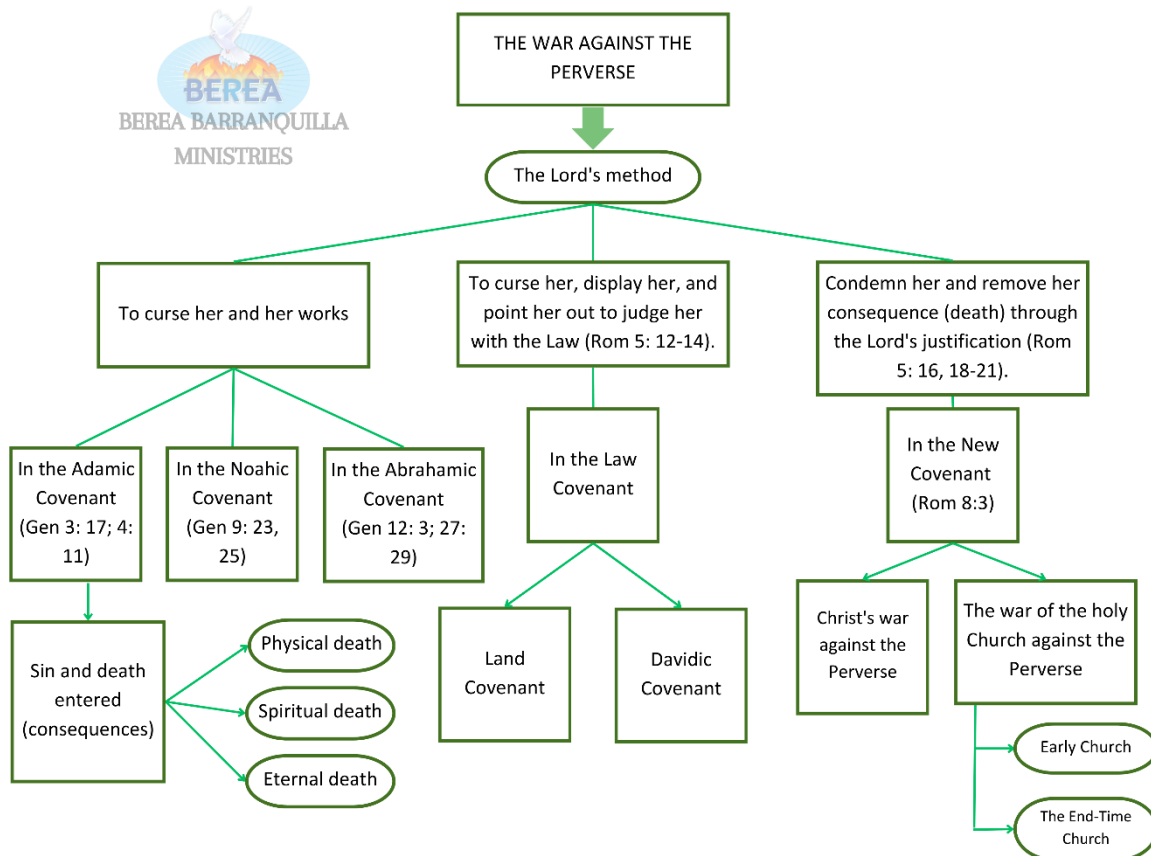 BEREA
BEREA BARRANQUILLA
MINISTRIES
THE WAR AGAINST THE
PERVERSE
The Lord's method
To curse her and her works
To curse her, display her, and
point her out to judge her
with the Law (Rom 5: 12-14).
Condemn her and remove her
consequence (death) through
the Lord's justification (Rom
5: 16, 18-21).
In the Adamic
Covenant
(Gen 3: 17; 4:
11)
In the Noahic
Covenant
(Gen 9: 23,
25)
In the Abrahamic
Covenant
(Gen 12: 3; 27:
29)
In the Law
Covenant
In the New
Covenant
(Rom 8:3)
Sin and death
entered
(consequences)
Physical death
Spiritual death
Eternal death
Land
Covenant
Davidic
Covenant
Christ's war
against the
Perverse
The war of the holy
Church against the
Perverse
Early Church
The End-Time
Church